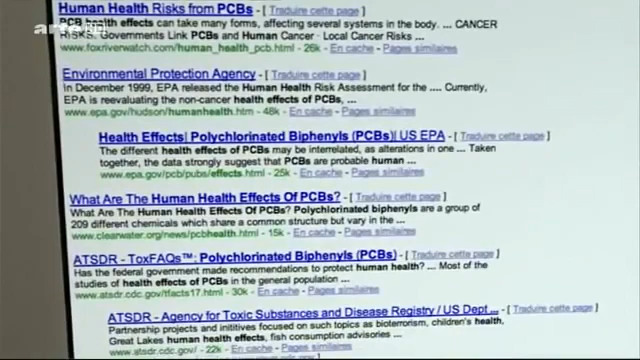 arte HD
Human Health Risks from PCBs - [ Traduire cette page ]
PCB health effects can take many forms, affecting several systems in the body. ... CANCER
RISKS. Governments Link PCBs and Human Cancer · Local Cancer Risks ...
www.foxriverwatch.com/human_health_pcb.html - 26k - En cache - Pages similaires
Environmental Protection Agency - [ Traduire cette page ]
In December 1999, EPA released the Human Health Risk Assessment for the .... Currently,
EPA is reevaluating the non-cancer health effects of PCBs, ...
www.epa.gov/hudson/humanhealth.htm - 48k - En cache - Pages similaires
Health Effects| Polychlorinated Biphenyls (PCBs)| US EPA - [ Traduire cette page ]
The different health effects of PCBs may be interrelated, as alterations in one ... Taken
together, the data strongly suggest that PCBs are probable human ...
www.epa.gov/pcb/pubs/effects.html - 25k - En cache - Pages similaires
What Are The Human Health Effects Of PCBs? - [ Traduire cette page ]
What Are The Human Health Effects Of PCBs? Polychlorinated biphenyls are a group of
209 different chemicals which share a common structure but vary in the ...
www.clearwater.org/news/pcbhealth.html - 15k - En cache - Pages similaires
ATSDR - ToxFAQs™: Polychlorinated Biphenyls (PCBs) - [ Traduire cette page ]
Has the federal government made recommendations to protect human health? ... Most of the
studies of health effects of PCBs in the general population ...
www.atsdr.cdc.gov/tfacts17.html - 30k - En cache - Pages similaires
ATSDR - Agency for Toxic Substances and Disease Registry / US Dept ... - [ Traduire cette page ]
Partnership projects and inititives focused on such topics as bioterrorism, children's health,
Great Lakes human health effects, fish consumption advisories ...
www.atsdr.cdc.gov/ - 22k - En cache - Pages similaires